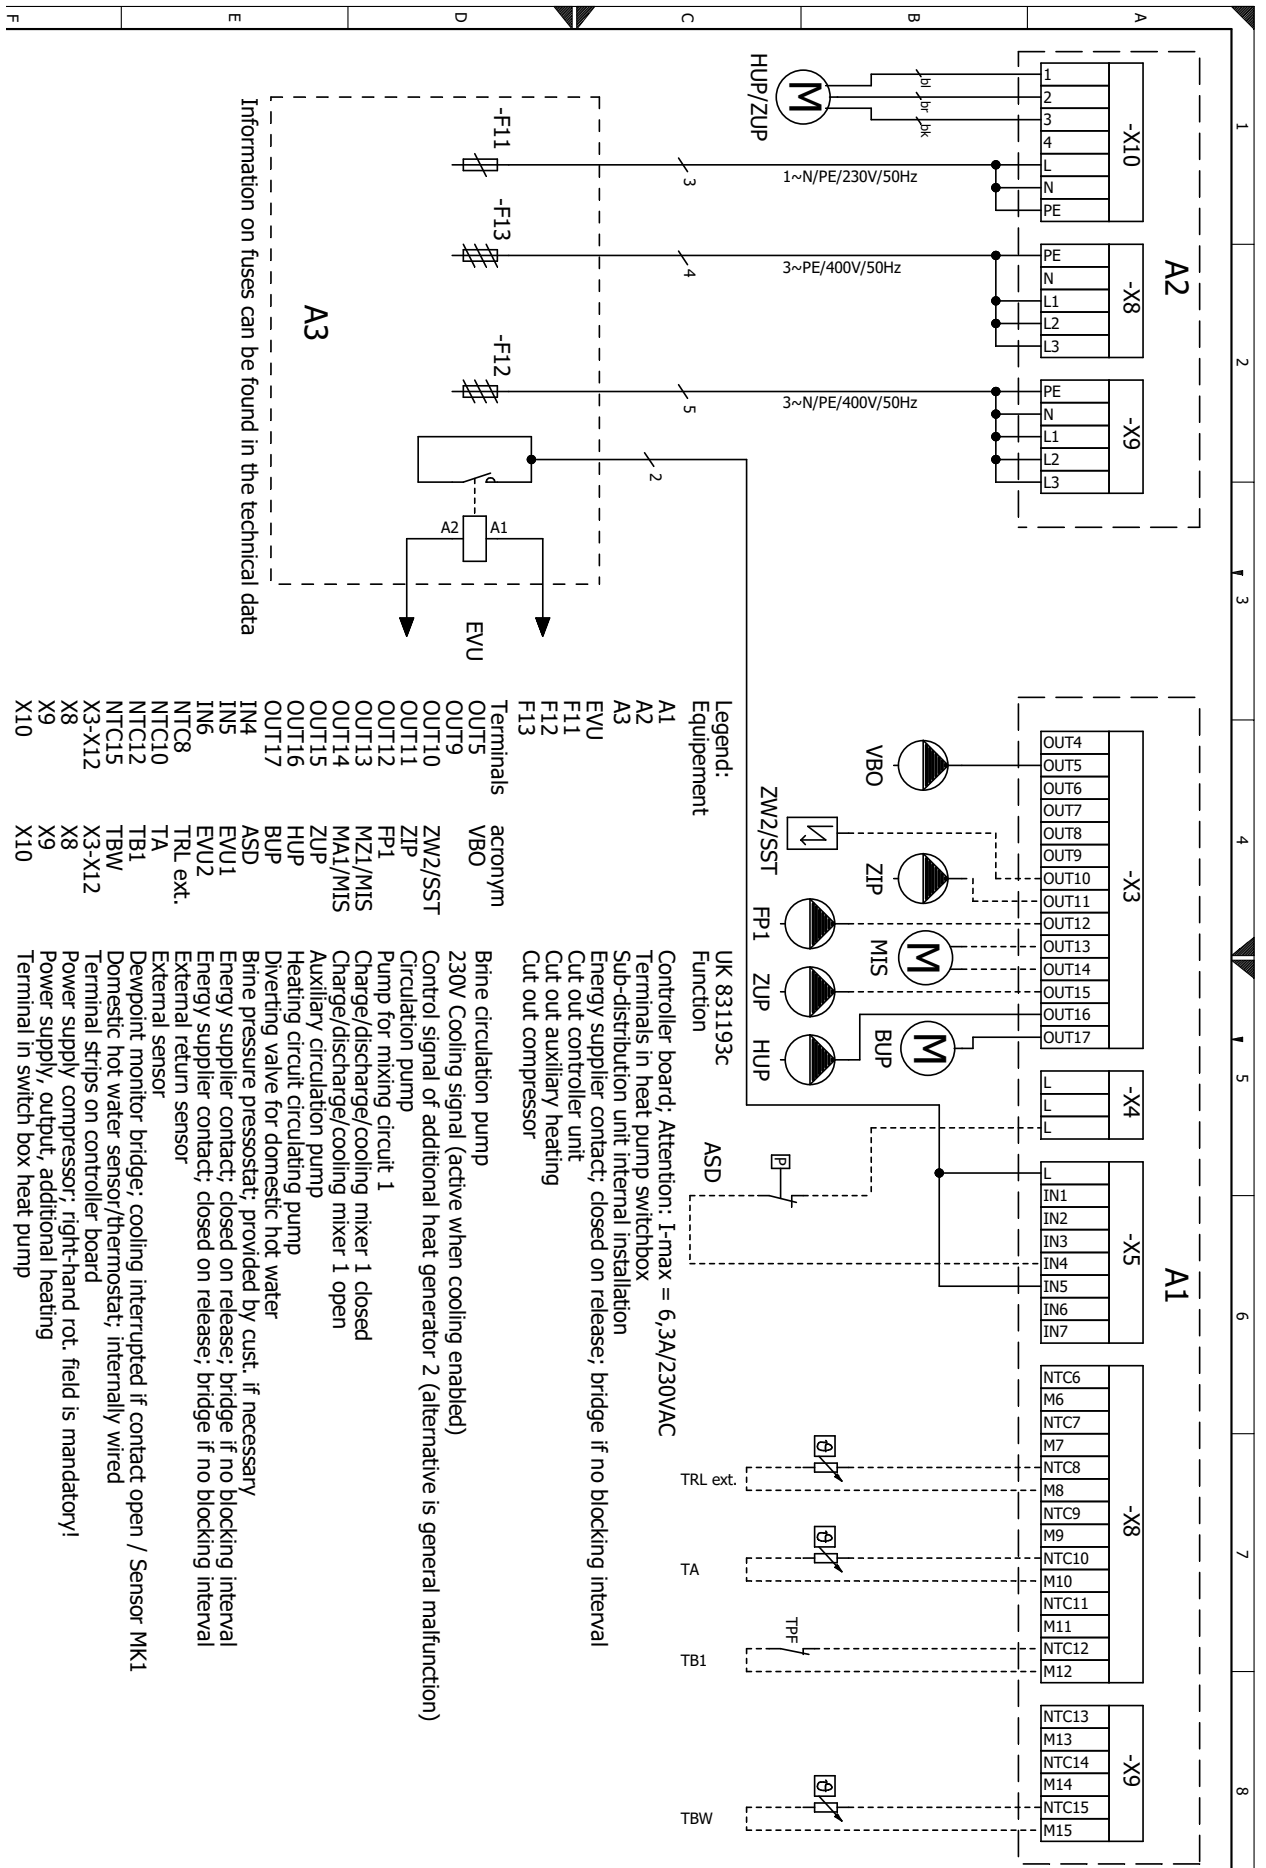 1
2
3
4
5
6
7
8
A
B
C
D
E
F
A2
-X10
1
2
3
4
L
N
PE
-X8
PE
N
L1
L2
L3
-X9
PE
N
L1
L2
L3
bl
br
bk
M
HUP/ZUP
1~N/PE/230V/50Hz
3~PE/400V/50Hz
3~N/PE/400V/50Hz
3
4
5
2
-F11
-F13
-F12
A2
A1
EVU
A3
Information on fuses can be found in the technical data
A1
-X3
OUT4
OUT5
OUT6
OUT7
OUT8
OUT9
OUT10
OUT11
OUT12
OUT13
OUT14
OUT15
OUT16
OUT17
-X4
L
L
L
-X5
L
IN1
IN2
IN3
IN4
IN5
IN6
IN7
-X8
NTC6
M6
NTC7
M7
NTC8
M8
NTC9
M9
NTC10
M10
NTC11
M11
NTC12
M12
-X9
NTC13
M13
NTC14
M14
NTC15
M15
VBO
ZW2/SST
ZIP
FP1
M
MIS
ZUP
HUP
M
BUP
P
ASD
ϑ
TRL ext.
ϑ
TA
TPF
TB1
ϑ
TBW
Legend: UK 831193c
Equipement Function
A1 Controller board; Attention: I-max = 6,3A/230VAC
A2 Terminals in heat pump switchbox
A3 Sub-distribution unit internal installation
EVU Energy supplier contact; closed on release; bridge if no blocking interval
F11 Cut out controller unit
F12 Cut out auxiliary heating
F13 Cut out compressor
Terminals acronym
OUT5 VBO Brine circulation pump
OUT9 230V Cooling signal (active when cooling enabled)
OUT10 ZW2/SST Control signal of additional heat generator 2 (alternative is general malfunction)
OUT11 ZIP Circulation pump
OUT12 FP1 Pump for mixing circuit 1
OUT13 MZ1/MIS Charge/discharge/cooling mixer 1 closed
OUT14 MA1/MIS Charge/discharge/cooling mixer 1 open
OUT15 ZUP Auxiliary circulation pump
OUT16 HUP Heating circuit circulating pump
OUT17 BUP Diverting valve for domestic hot water
IN4 ASD Brine pressure pressostat; provided by cust. if necessary
IN5 EVU1 Energy supplier contact; closed on release; bridge if no blocking interval
IN6 EVU2 Energy supplier contact; closed on release; bridge if no blocking interval
NTC8 TRL ext. External return sensor
NTC10 TA External sensor
NTC12 TB1 Dewpoint monitor bridge; cooling interrupted if contact open / Sensor MK1
NTC15 TBW Domestic hot water sensor/thermostat; internally wired
X3-X12 X3-X12 Terminal strips on controller board
X8 X8 Power supply compressor; right-hand rot. field is mandatory!
X9 X9 Power supply, output, additional heating
X10 X10 Terminal in switch box heat pump